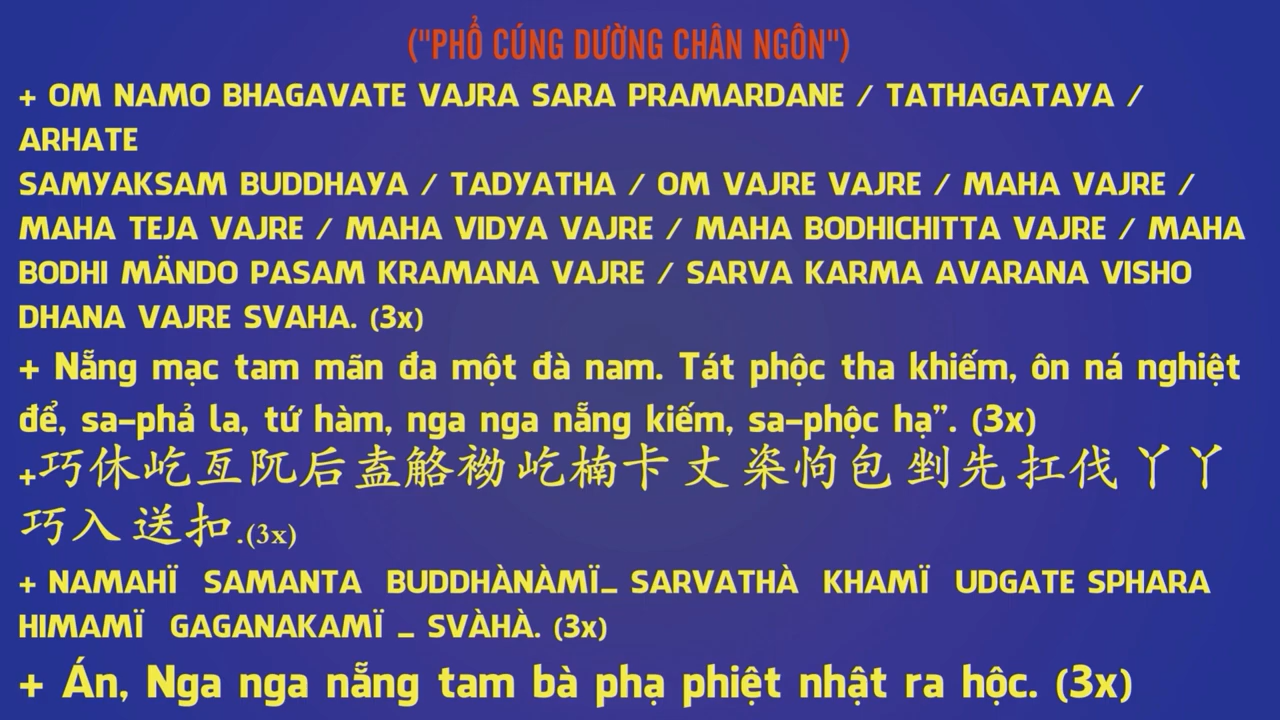 ("PHỔ CÚNG DƯỜNG CHÂN NGÔN")
+ OM NAMO BHAGAVATE VAJRA SARA PRAMARDANE / TATHAGATAYA /
ARHATE
SAMYAKSAM BUDDHAYA / TADYATHA / OM VAJRE VAJRE / MAHA VAJRE /
MAHA TEJA VAJRE / MAHA VIDYA VAJRE / MAHA BODHICHITTA VAJRE / MAHA
BODHI MÄNDO PASAM KRAMANA VAJRE / SARVA KARMA AVARANA VISHO
DHANA VAJRE SVAHA. (3x)
+ Nẵng mạc tam mãn đa một đà nam. Tát phộc tha khiếm, ôn ná nghiệt
để, sa-phả la, tứ hàm, nga nga nẵng kiếm, sa-phộc hạ”. (3x)
+巧休屹亙阢后盍觡袎屹楠卡丈楶怐包剉先扛伐丫丫
巧入送扣.(3x)
+ NAMAHÏ SAMANTA BUDDHÀNÀMÏ_ SARVATHÀ KHAMÏ UDGATE SPHARA
HIMAMÏ GAGANAKAMÏ _ SVÀHÀ. (3x)
+ Án, Nga nga nẵng tam bà phạ phiệt nhật ra hộc. (3x)